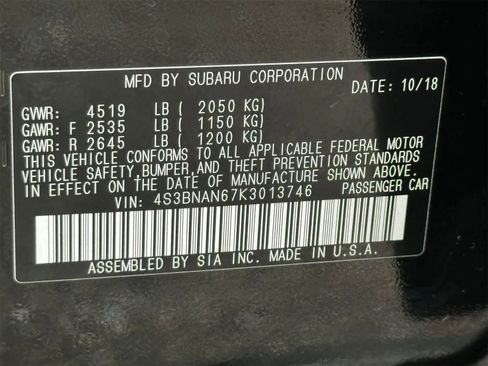 MFD BY SUBARU CORPORATION
DATE: 10/18
GVWR: 4519 LB ( 2050 KG)
GAWR: F 2535 LB ( 1150 KG)
GAWR: R 2645 LB ( 1200 KG)
THIS VEHICLE CONFORMS TO ALL APPLICABLE FEDERAL MOTOR
VEHICLE SAFETY,BUMPER,AND THEFT PREVENTION STANDARDS
IN EFFECT ON THE DATE OF MANUFACTURE SHOWN ABOVE.
VIN: 4S3BNAN67K3013746 PASSENGER CAR
ASSEMBLED BY SIA INC. MADE IN U.S.A.